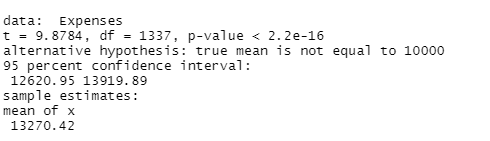 data:  Expenses
t = 9.8784, df = 1337, p-value < 2.2e-16
alternative hypothesis: true mean is not equal to 10000
95 percent confidence interval:
 12620.95 13919.89
sample estimates:
mean of x
 13270.42